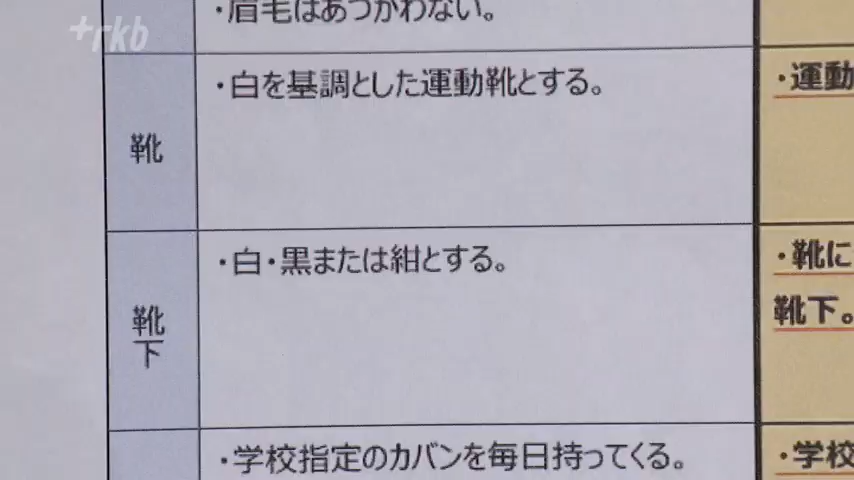 +rkb
・眉毛はあつかわない。
靴
・白を基調とした運動靴とする。
・運動
靴下
・白・黒または紺とする。
・靴に
靴下。
・学校指定のカバンを毎日持ってくる。
・学校